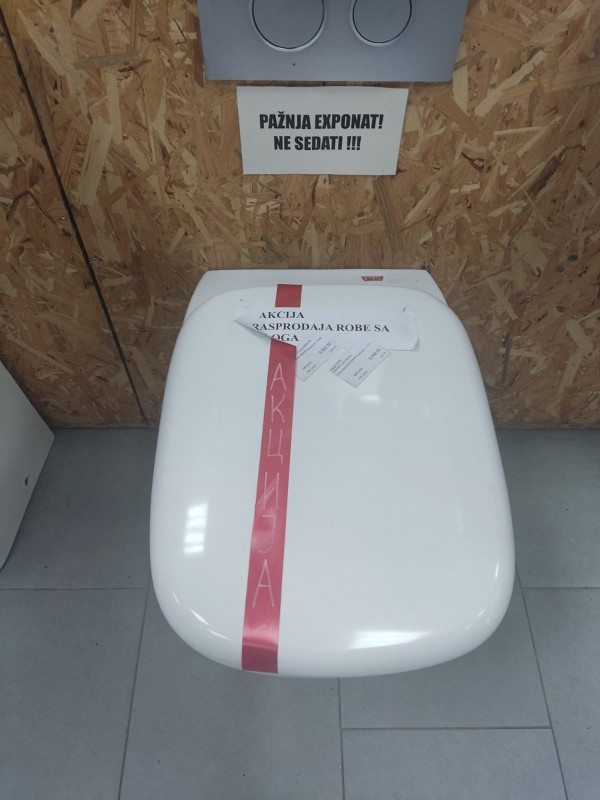 PAŽNJA EXPONAT!
NE SEDATI !!!
AKCIJA
RASPRODAJA ROBE SA
OGA
АКЦИЈА